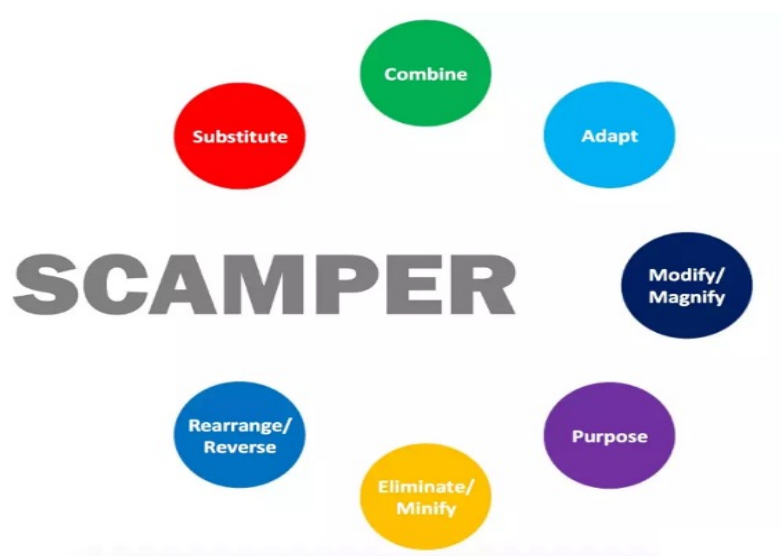 Combine
Substitute
Adapt
SCAMPER
Modify/
Magnify
Rearrange/
Reverse
Purpose
Eliminate/
Minify